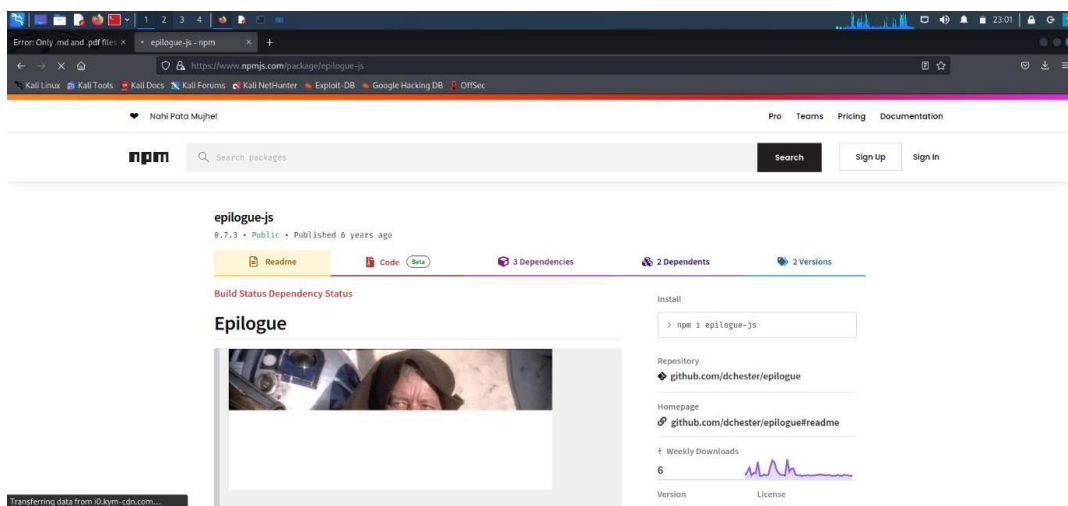 1 2 3 4
23:01
Error: Only .md and .pdf files
epilogue-js - npm
https://www.npmjs.com/package/epilogue-js
Kali Linux Kali Tools Kali Docs Kali Forums Kali NetHunter Exploit-DB Google Hacking DB OffSec
Nahi Pata Mujhe!
Pro Teams Pricing Documentation
npm
Search packages
Search
Sign Up
Sign In
epilogue-js
0.7.3 • Public • Published 6 years ago
Readme
Code Beta
3 Dependencies
2 Dependents
2 Versions
Build Status Dependency Status
Epilogue
Install
> npm i epilogue-js
Repository
github.com/dchester/epilogue
Homepage
github.com/dchester/epilogue#readme
Weekly Downloads
6
Version
License
Transferring data from i0.kym-cdn.com...